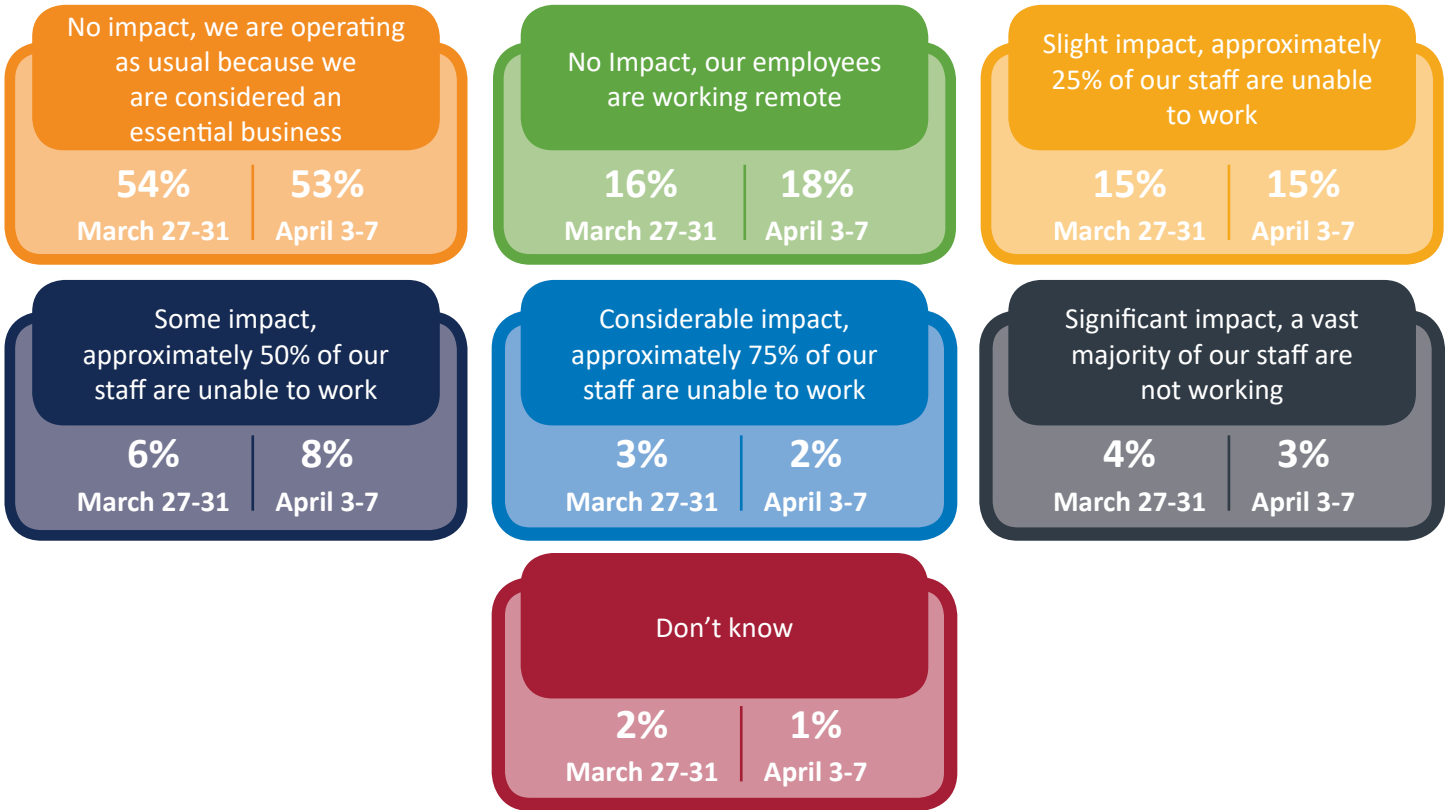 No impact, we are operating
as usual because we
are considered an
essential business
54% 53%
March 27-31 April 3-7
No Impact, our employees
are working remote
16% 18%
March 27-31 April 3-7
Slight impact, approximately
25% of our staff are unable
to work
15% 15%
March 27-31 April 3-7
Some impact,
approximately 50% of our
staff are unable to work
6% 8%
March 27-31 April 3-7
Considerable impact,
approximately 75% of our
staff are unable to work
3% 2%
March 27-31 April 3-7
Significant impact, a vast
majority of our staff are
not working
4% 3%
March 27-31 April 3-7
Don’t know
2% 1%
March 27-31 April 3-7